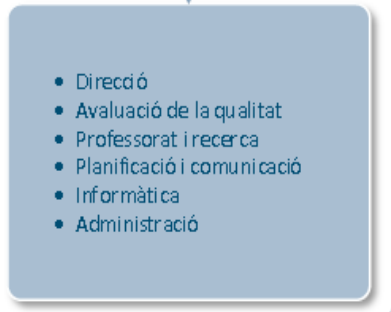 • Direcció
• Avaluació de la qualitat
• Professorat i recerca
• Planificació i comunicació
• Informàtica
• Administració